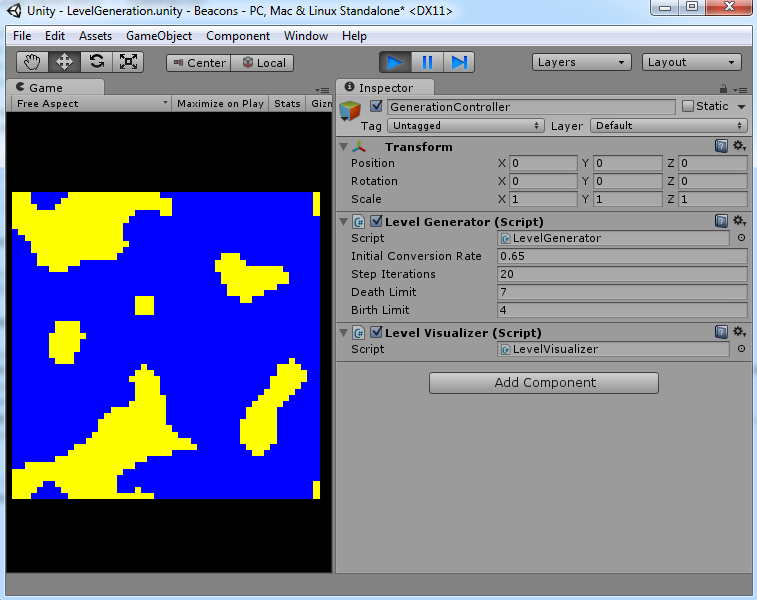 Unity - LevelGeneration.unity - Beacons - PC, Mac & Linux Standalone* <DX11>
File Edit Assets GameObject Component Window Help
Center Local Layers Layout
Game
Free Aspect Maximize on Play Stats Gizn
Inspector
GenerationController Static
Tag Untagged Layer Default
Transform
Position X 0 Y 0 Z 0
Rotation X 0 Y 0 Z 0
Scale X 1 Y 1 Z 1
Level Generator (Script)
Script LevelGenerator
Initial Conversion Rate 0.65
Step Iterations 20
Death Limit 7
Birth Limit 4
Level Visualizer (Script)
Script LevelVisualizer
Add Component